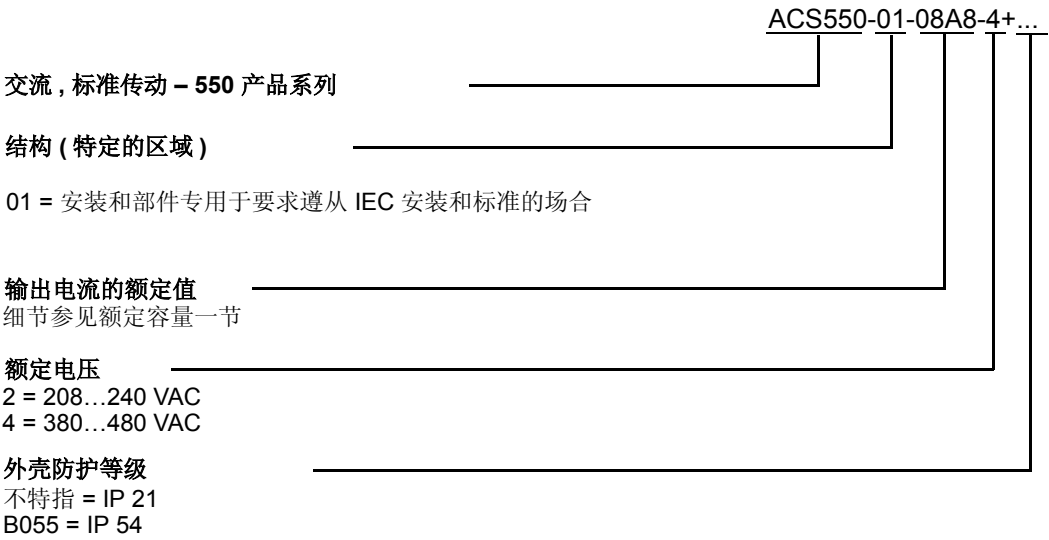 ACS550-01-08A8-4+...
交流 , 标准传动 – 550 产品系列
结构 ( 特定的区域 )
01 = 安装和部件专用于要求遵从 IEC 安装和标准的场合
输出电流的额定值
细节参见额定容量一节
额定电压
2 = 208…240 VAC
4 = 380…480 VAC
外壳防护等级
不特指 = IP 21
B055 = IP 54